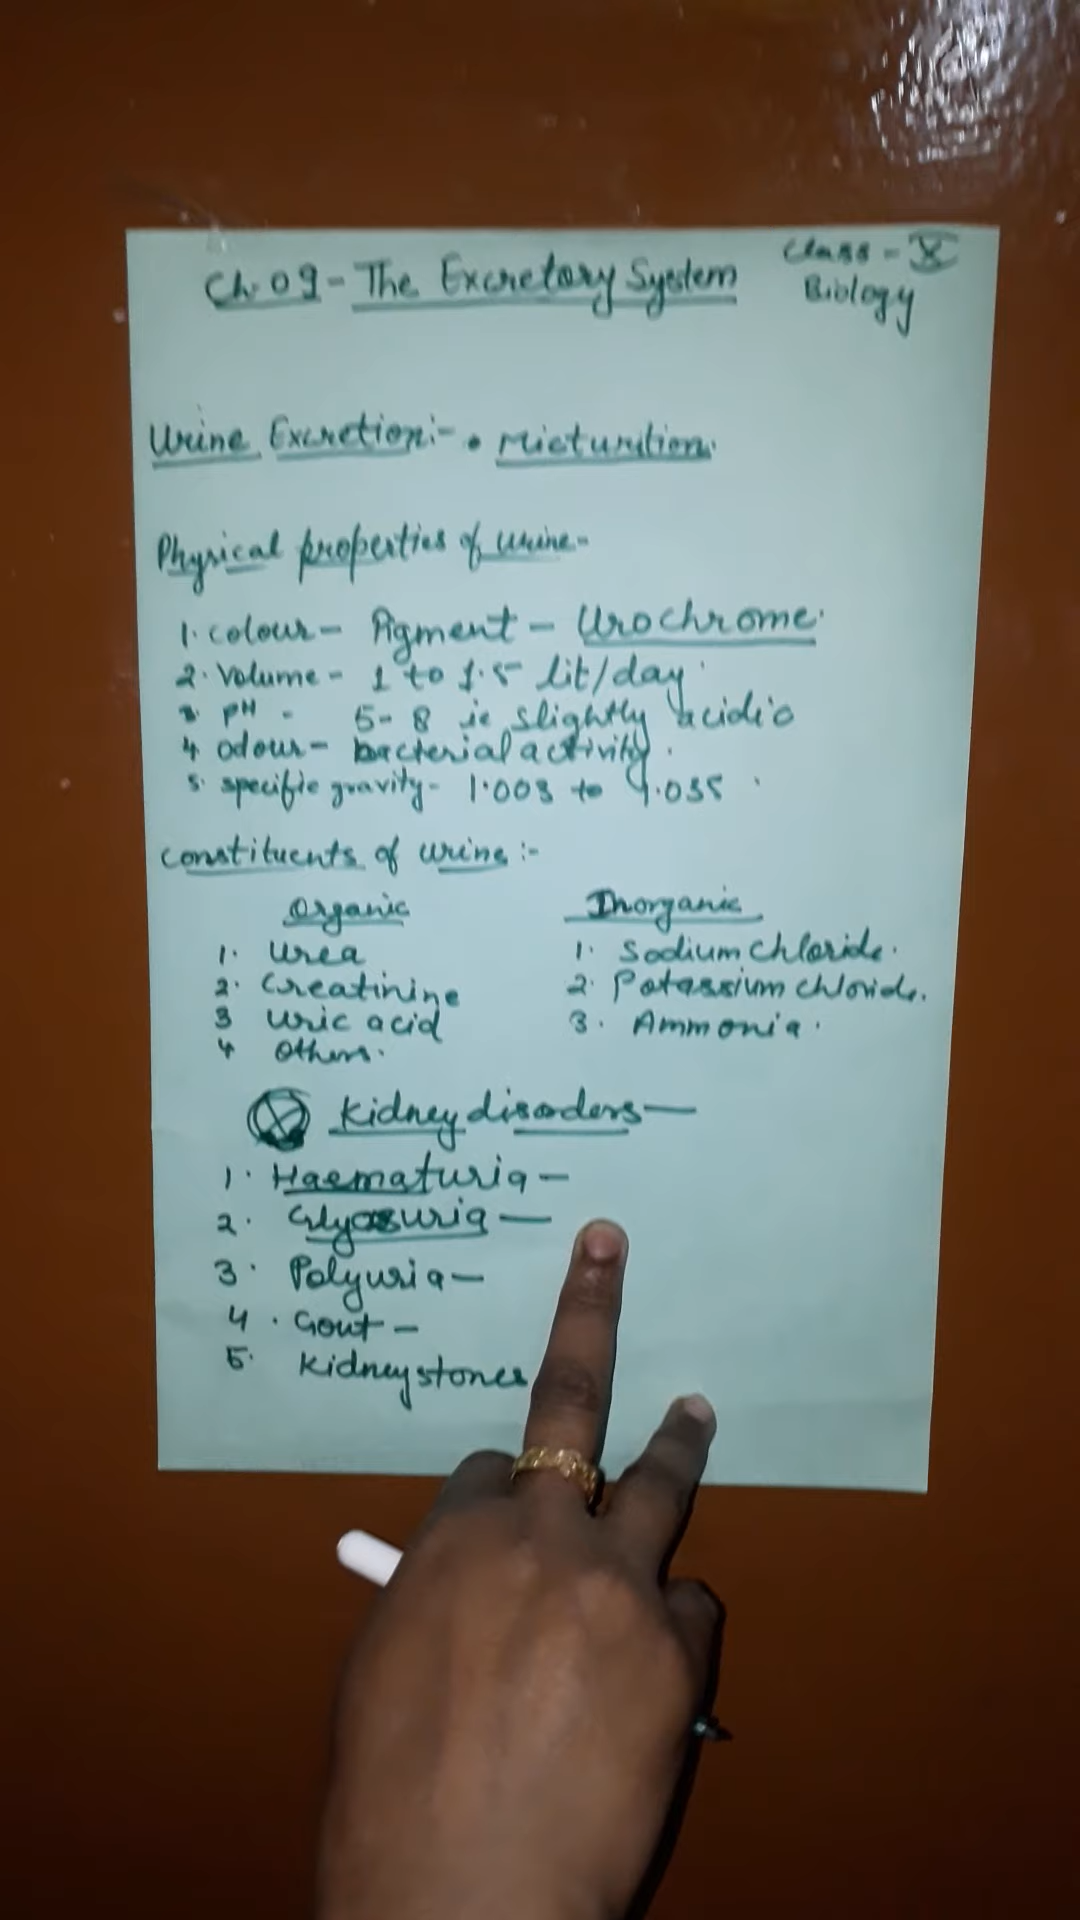 Ch. 09 - The Excretory System
Class - X
Biology
Urine Excretion:- • Micturition.
Physical properties of urine-
1. colour - Pigment - Urochrome.
2. Volume - 1 to 1.5 lit/day
3. pH - 5-8 ie slightly acidic
4 odour - bacterial activity.
5. specific gravity - 1.003 to 1.035
constituents of urine :-
Organic
1. Urea
2. Creatinine
3 Uric acid
4 Others.
Inorganic
1. Sodium chloride.
2. Potassium chloride.
3. Ammonia.
Kidney disoders-
1. Haematuria -
2. Glyosuria -
3. Polyuria -
4. Gout -
5. Kidney stones